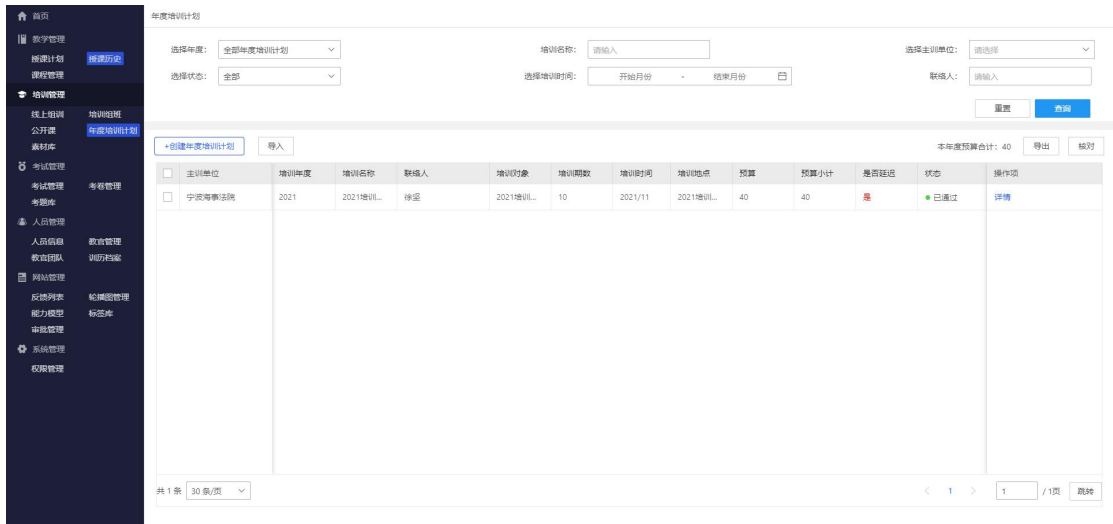 首页
教学管理
授课计划 授课历史
课程管理
培训管理
线上组训 培训组班
公开课 年度培训计划
素材库
考试管理
考试管理 考卷管理
考题库
人员管理
人员信息 教官管理
教官团队 训历档案
网站管理
反馈列表 轮播图管理
能力模型 标签库
审批管理
系统管理
权限管理
年度培训计划
选择年度: 全部年度培训计划 培训名称: 请输入 选择主训单位: 请选择
选择状态: 全部 选择培训时间: 开始月份 - 结束月份 联络人: 请输入
重置 查询
+创建年度培训计划 导入 本年度预算合计: 40 导出 核对
主训单位 培训年度 培训名称 联络人 培训对象 培训期数 培训时间 培训地点 预算 预算小计 是否延迟 状态 操作项
宁波海事法院 2021 2021培训... 徐坚 2021培训... 10 2021/11 2021培训... 40 40 是 已通过 详情
共 1 条 30 条/页 < 1 > 1 / 1页 跳转